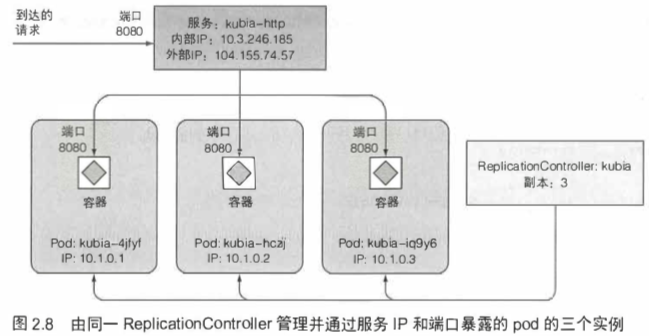 到达的
请求
端口
8080
服务：kubia-http
内部IP：10.3.246.185
外部IP：104.155.74.57
端口
8080
容器
Pod: kubia-4jfyf
IP: 10.1.0.1
端口
8080
容器
Pod: kubia-hczj
IP: 10.1.0.2
端口
8080
容器
Pod: kubia-iq9y6
IP: 10.1.0.3
ReplicationController: kubia
副本：3
图 2.8 由同一 ReplicationController 管理并通过服务 IP 和端口暴露的 pod 的三个实例